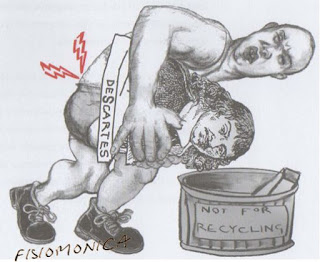 DESCARTES
NOT FOR
RECYCLING
FISIOMONICA